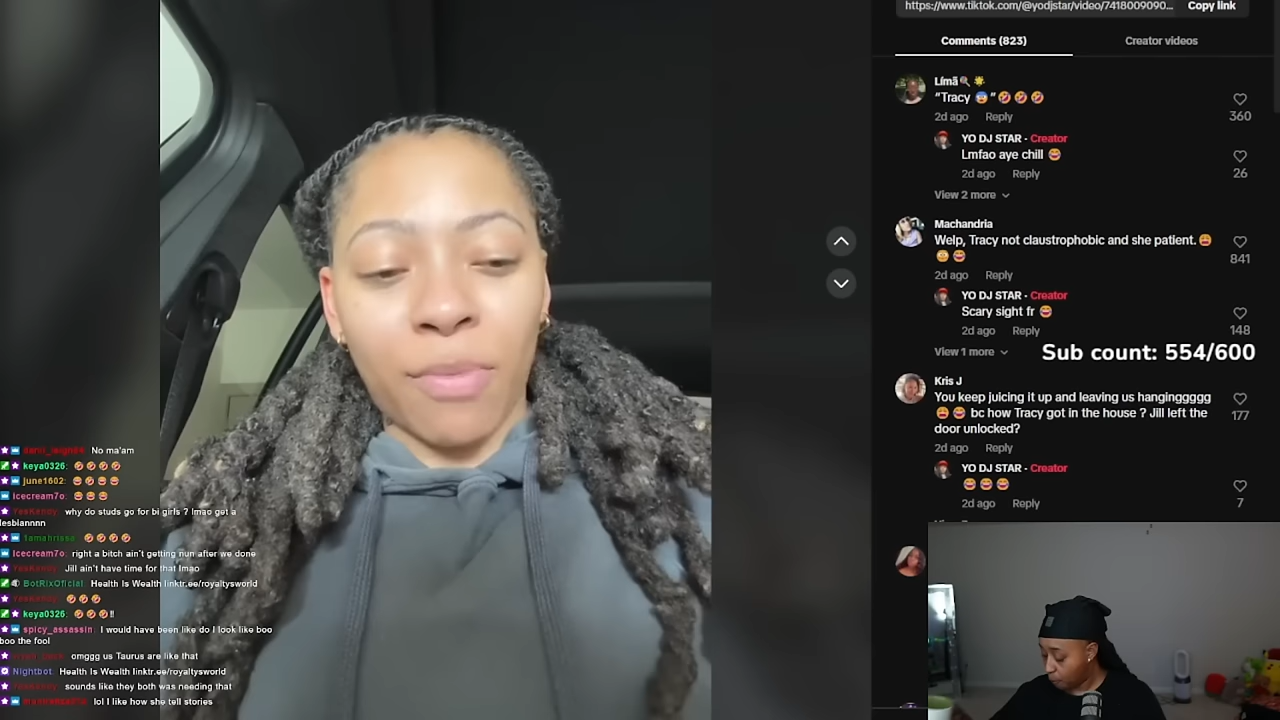 https://www.tiktok.com/@yodjstar/video/7418009090...
Copy link
Comments (823)
Creator videos
Límã
"Tracy 😰" 🤣🤣🤣
2d ago Reply
360
YO DJ STAR · Creator
Lmfao aye chill 😂
2d ago Reply
26
View 2 more
Machandria
Welp, Tracy not claustrophobic and she patient. 😩
😳 😂
2d ago Reply
841
YO DJ STAR · Creator
Scary sight fr 😂
2d ago Reply
148
View 1 more
Sub count: 554/600
Kris J
You keep juicing it up and leaving us hanginggggg
😩 😂 bc how Tracy got in the house ? Jill left the
door unlocked?
2d ago Reply
177
YO DJ STAR · Creator
😂😂😂
2d ago Reply
7
No ma'am
keya0326: 🤣🤣🤣🤣
june1602: 😂😂😂😂
Icecream7o: 😂😂😂
why do studs go for bi girls ? lmao get a
lesbiannnn
🤣🤣🤣🤣
Icecream7o: right a bitch ain't getting nun after we done
Jill ain't have time for that lmao
BotRixOficial: Health Is Wealth linktr.ee/royaltysworld
🤣🤣🤣
keya0326: 🤣🤣🤣!!
spicy_assassin: I would have been like do I look like boo
boo the fool
omggg us Taurus are like that
Nightbot: Health Is Wealth linktr.ee/royaltysworld
sounds like they both was needing that
lol I like how she tell stories